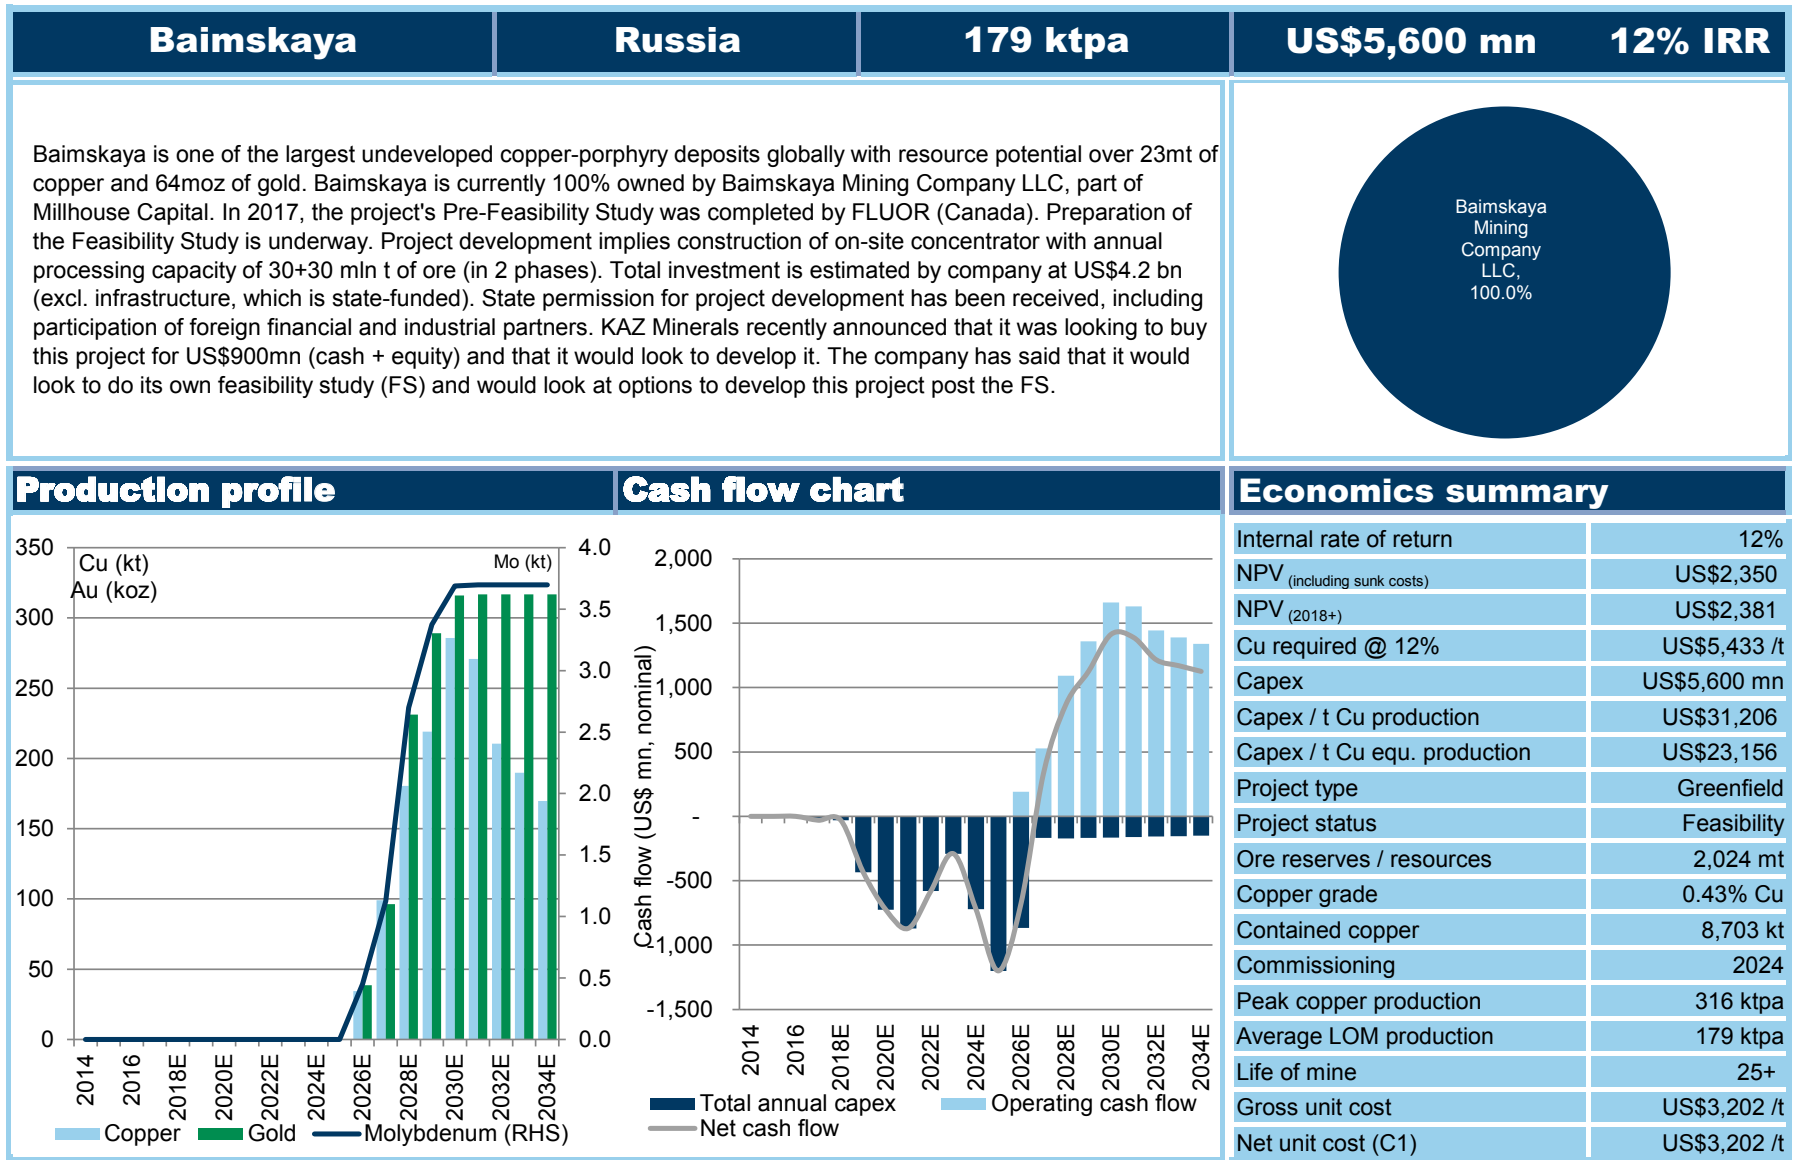 Baimskaya Russia 179 ktpa US$5,600 mn 12% IRR
Baimskaya is one of the largest undeveloped copper-porphyry deposits globally with resource potential over 23mt of
copper and 64moz of gold. Baimskaya is currently 100% owned by Baimskaya Mining Company LLC, part of
Millhouse Capital. In 2017, the project's Pre-Feasibility Study was completed by FLUOR (Canada). Preparation of
the Feasibility Study is underway. Project development implies construction of on-site concentrator with annual
processing capacity of 30+30 mln t of ore (in 2 phases). Total investment is estimated by company at US$4.2 bn
(excl. infrastructure, which is state-funded). State permission for project development has been received, including
participation of foreign financial and industrial partners. KAZ Minerals recently announced that it was looking to buy
this project for US$900mn (cash + equity) and that it would look to develop it. The company has said that it would
look to do its own feasibility study (FS) and would look at options to develop this project post the FS.
Baimskaya
Mining
Company
LLC,
100.0%
Production profile
350
300
250
200
150
100
50
0
Cu (kt)
Au (koz)
Mo (kt)
4.0
3.5
3.0
2.5
2.0
1.5
1.0
0.5
0.0
2014
2016
2018E
2020E
2022E
2024E
2026E
2028E
2030E
2032E
2034E
Copper Gold Molybdenum (RHS)
Cash flow chart
Cash flow (US$ mn, nominal)
2,000
1,500
1,000
500
-
-500
-1,000
-1,500
2014
2016
2018E
2020E
2022E
2024E
2026E
2028E
2030E
2032E
2034E
Total annual capex Operating cash flow
Net cash flow
Economics summary
Internal rate of return 12%
NPV (including sunk costs) US$2,350
NPV (2018+) US$2,381
Cu required @ 12% US$5,433 /t
Capex US$5,600 mn
Capex / t Cu production US$31,206
Capex / t Cu equ. production US$23,156
Project type Greenfield
Project status Feasibility
Ore reserves / resources 2,024 mt
Copper grade 0.43% Cu
Contained copper 8,703 kt
Commissioning 2024
Peak copper production 316 ktpa
Average LOM production 179 ktpa
Life of mine 25+
Gross unit cost US$3,202 /t
Net unit cost (C1) US$3,202 /t